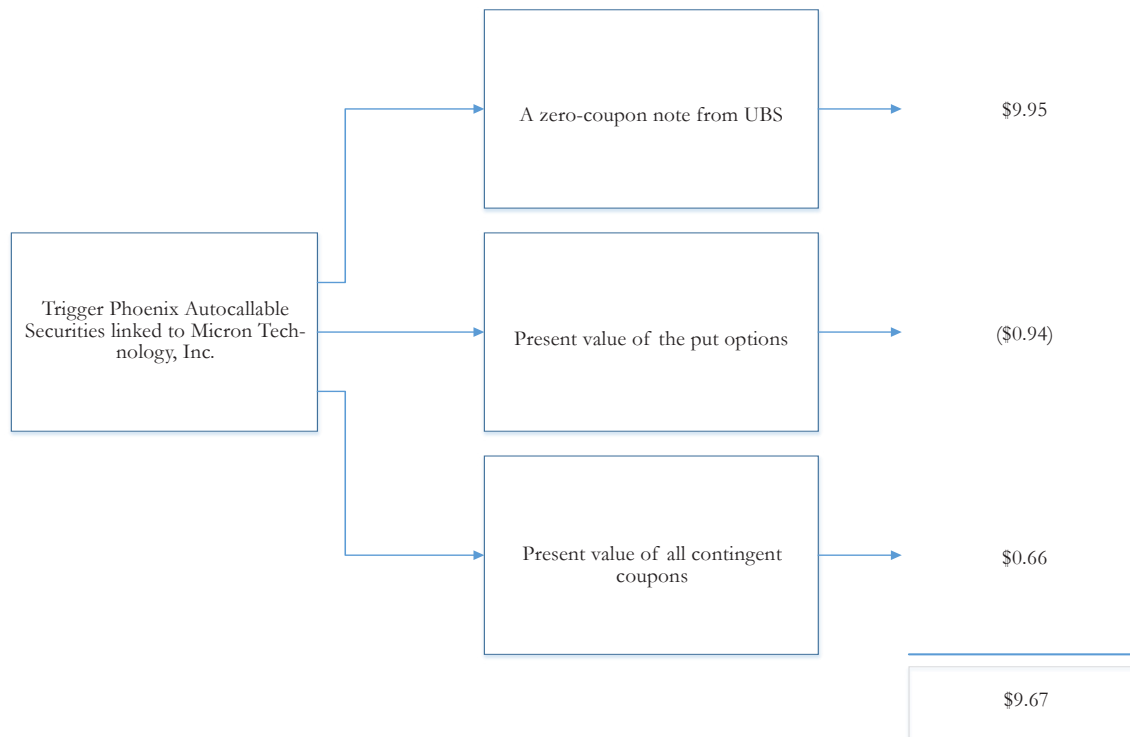 A zero-coupon note from UBS
$9.95
Trigger Phoenix Autocallable
Securities linked to Micron Tech-
nology, Inc.
Present value of the put options
($0.94)
Present value of all contingent
coupons
$0.66
$9.67